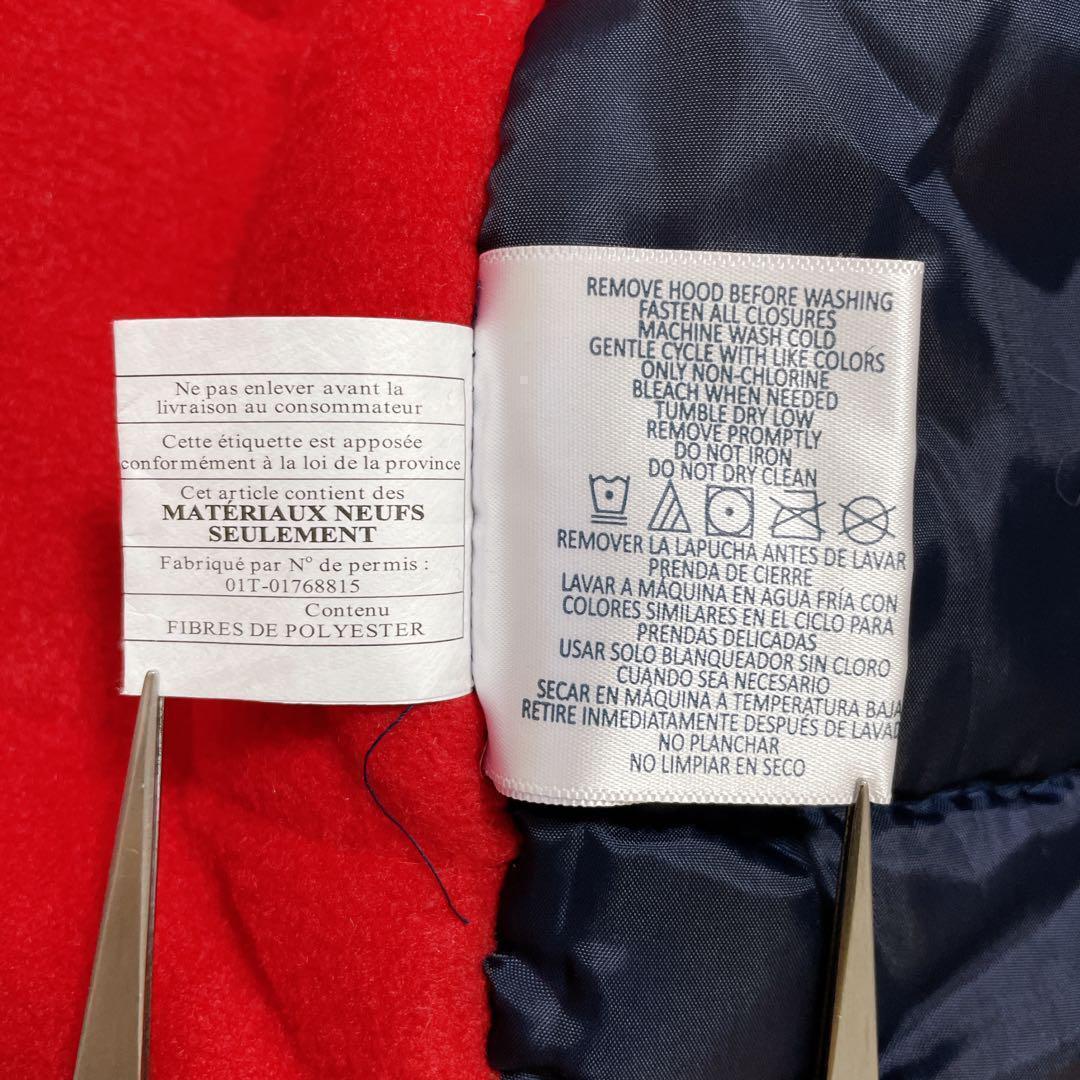 Ne pas enlever avant la
livraison au consommateur
Cette étiquette est apposée
conformément à la loi de la province
Cet article contient des
MATÉRIAUX NEUFS
SEULEMENT
Fabriqué par N° de permis :
01T-01768815
Contenu
FIBRES DE POLYESTER
REMOVE HOOD BEFORE WASHING
FASTEN ALL CLOSURES
MACHINE WASH COLD
GENTLE CYCLE WITH LIKE COLORS
ONLY NON-CHLORINE
BLEACH WHEN NEEDED
TUMBLE DRY LOW
REMOVE PROMPTLY
DO NOT IRON
DO NOT DRY CLEAN
REMOVER LA LAPUCHA ANTES DE LAVAR
PRENDA DE CIERRE
LAVAR A MÁQUINA EN AGUA FRÍA CON
COLORES SIMILARES EN EL CICLO PARA
PRENDAS DELICADAS
USAR SOLO BLANQUEADOR SIN CLORO
CUANDO SEA NECESARIO
SECAR EN MÁQUINA A TEMPERATURA BAJA
RETIRE INMEDIATAMENTE DESPUÉS DE LAVAD
NO PLANCHAR
NO LIMPIAR EN SECO